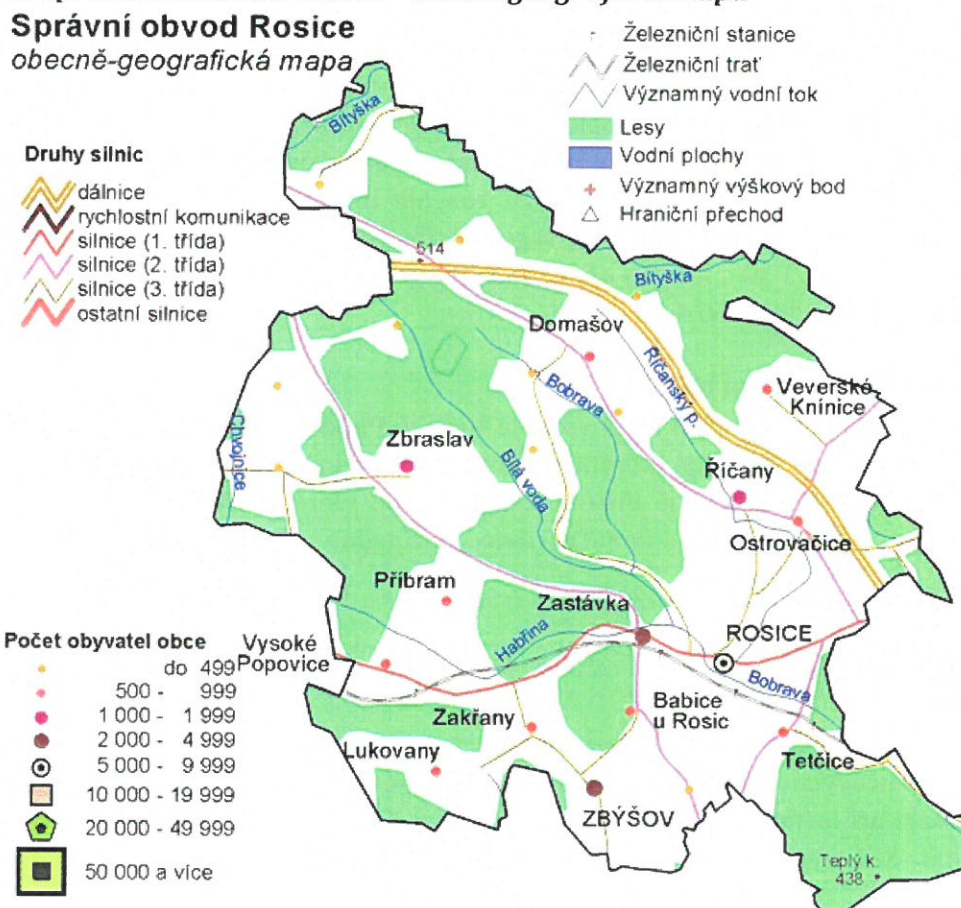 Správní obvod Rosice
obecně-geografická mapa
Železniční stanice
Železniční trať
Významný vodní tok
Lesy
Vodní plochy
Významný výškový bod
Hraniční přechod
Druhy silnic
dálnice
rychlostní komunikace
silnice (1. třída)
silnice (2. třída)
silnice (3. třída)
ostatní silnice
Bítyška
514
Bítyška
Domašov
Říčanský p.
Bobrava
Veverské
Knínice
Chvojnice
Zbraslav
Bílá voda
Říčany
Ostrovačice
Příbram
Zastávka
Habřina
ROSICE
Vysoké
Popovice
Bobrava
Babice
u Rosic
Zakřany
Lukovany
Tetčice
ZBÝŠOV
Teplý k.
438
Počet obyvatel obce
do 499
500 - 999
1 000 - 1 999
2 000 - 4 999
5 000 - 9 999
10 000 - 19 999
20 000 - 49 999
50 000 a více